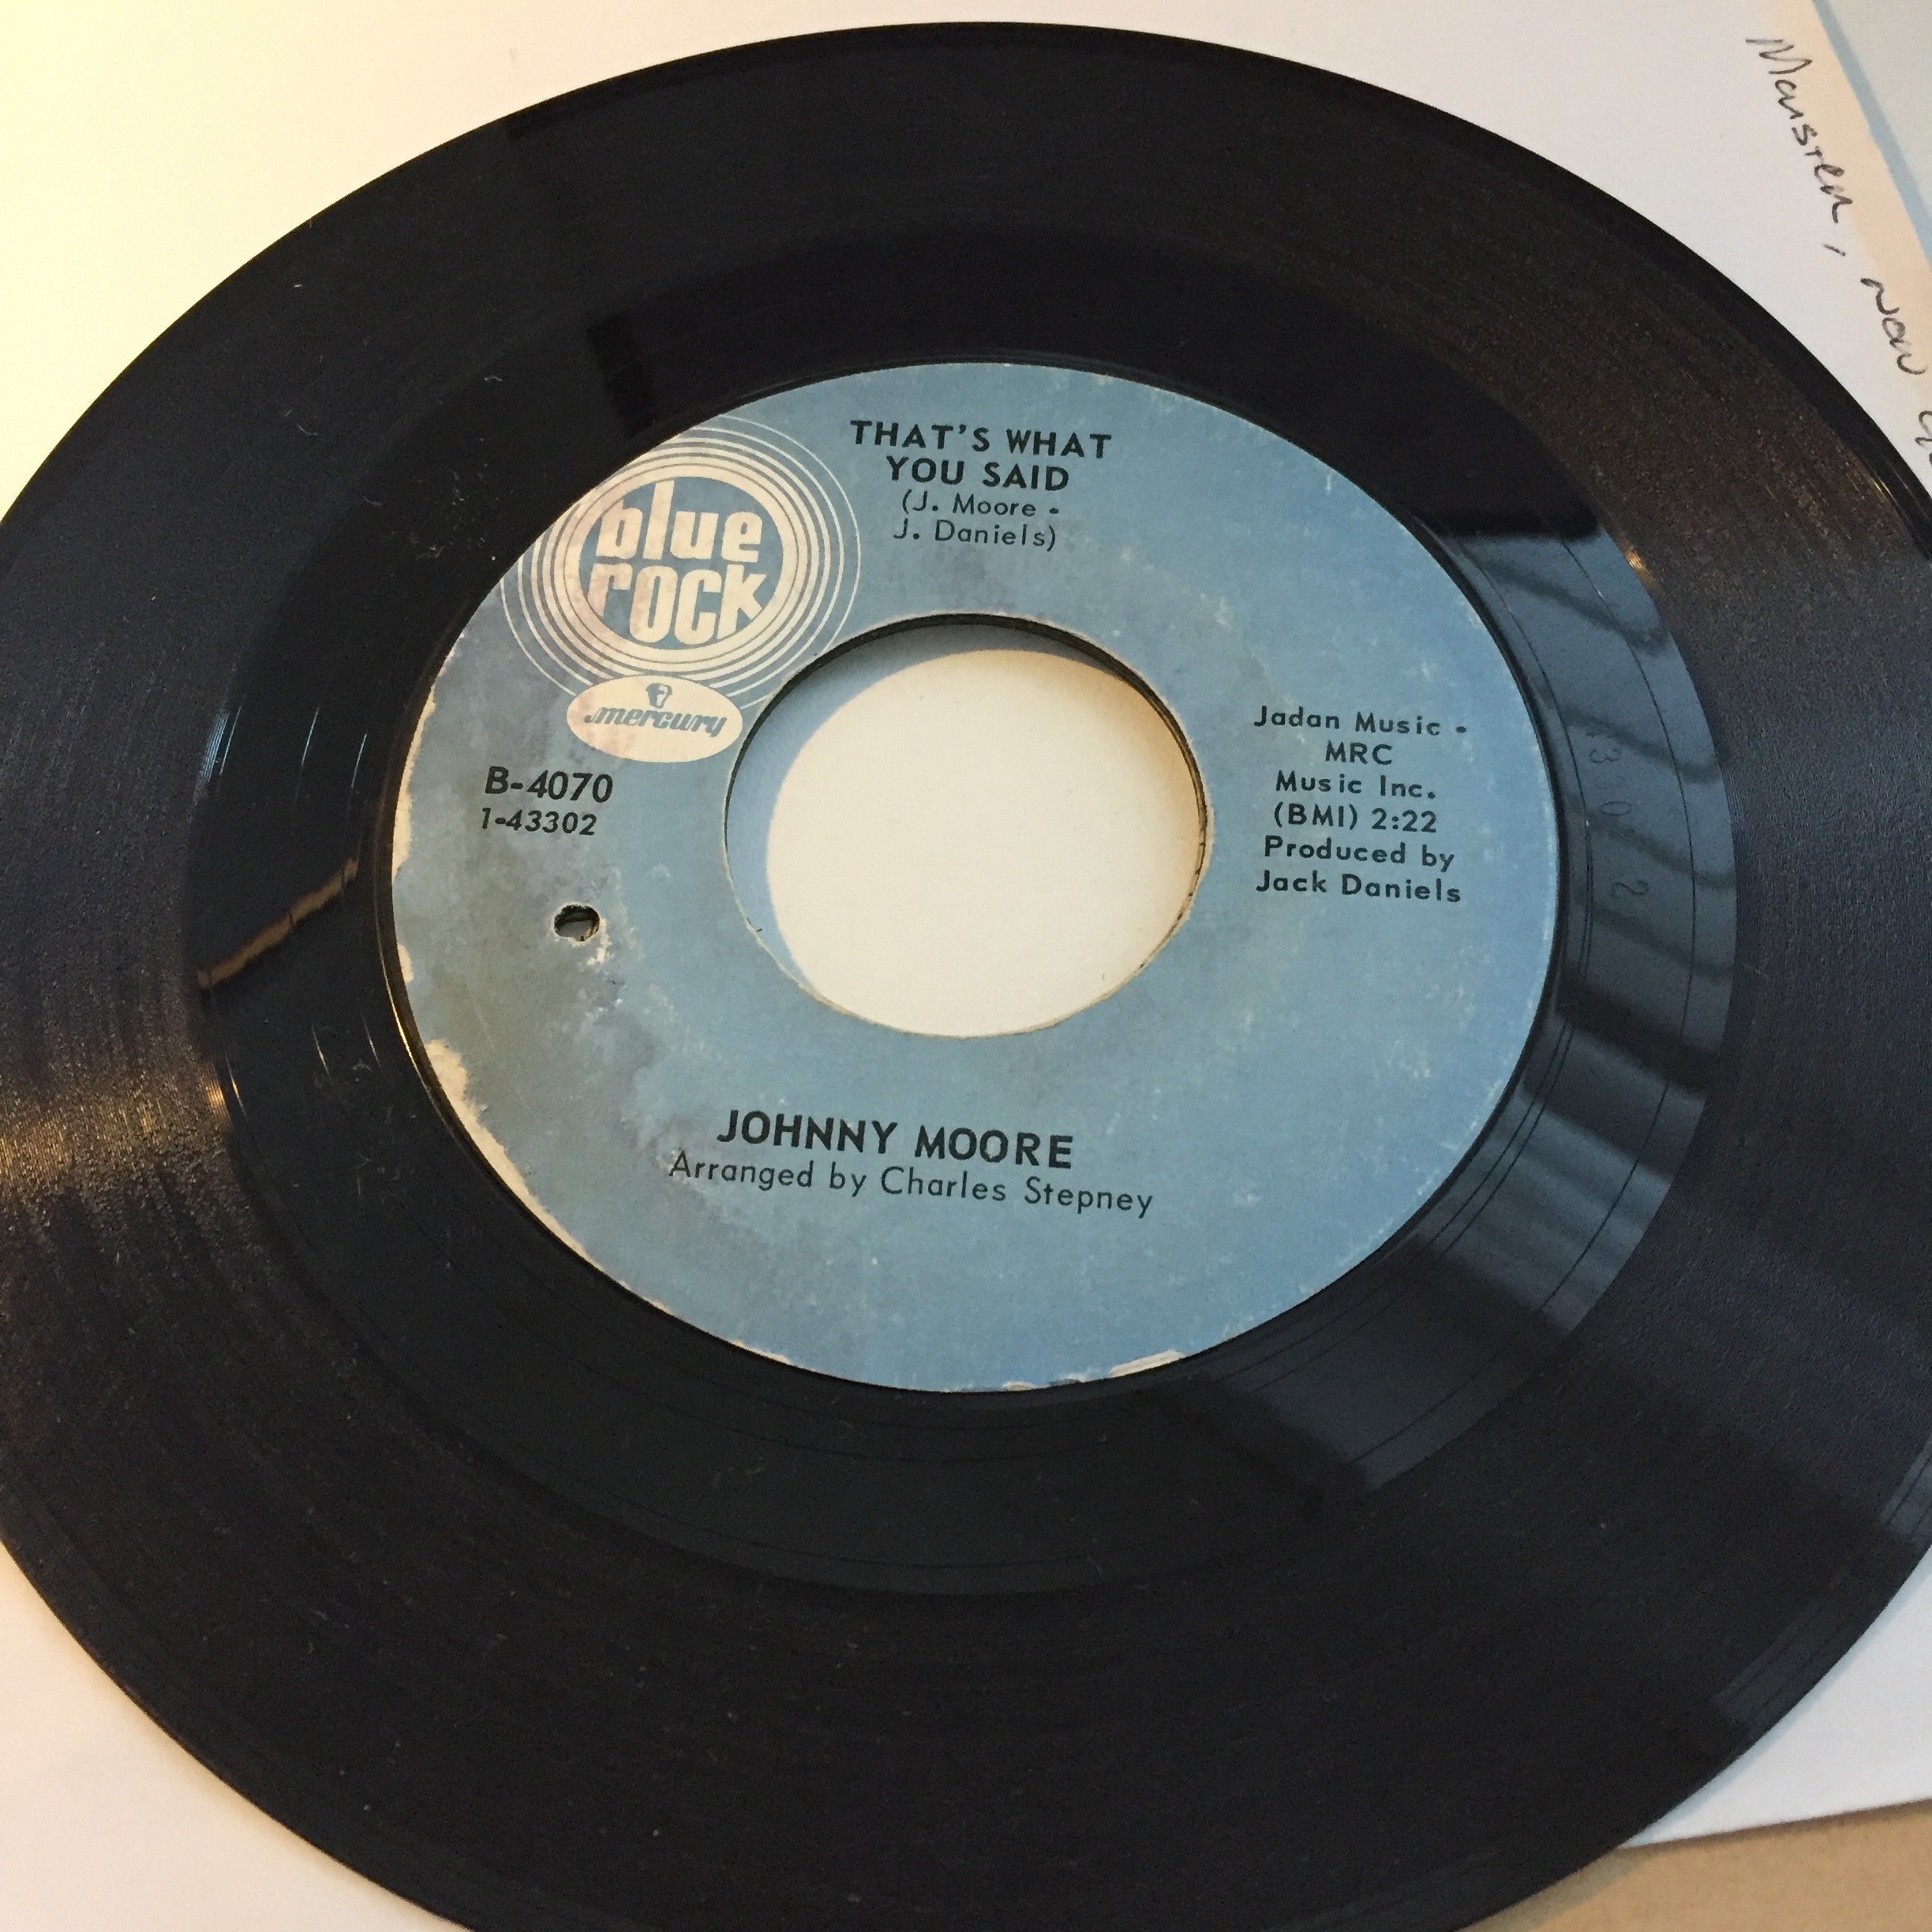 THAT'S WHAT
YOU SAID
(J. Moore -
J. Daniels)
blue
rock
mercury
B-4070
1-43302
Jadan Music -
MRC
Music Inc.
(BMI) 2:22
Produced by
Jack Daniels
JOHNNY MOORE
Arranged by Charles Stepney